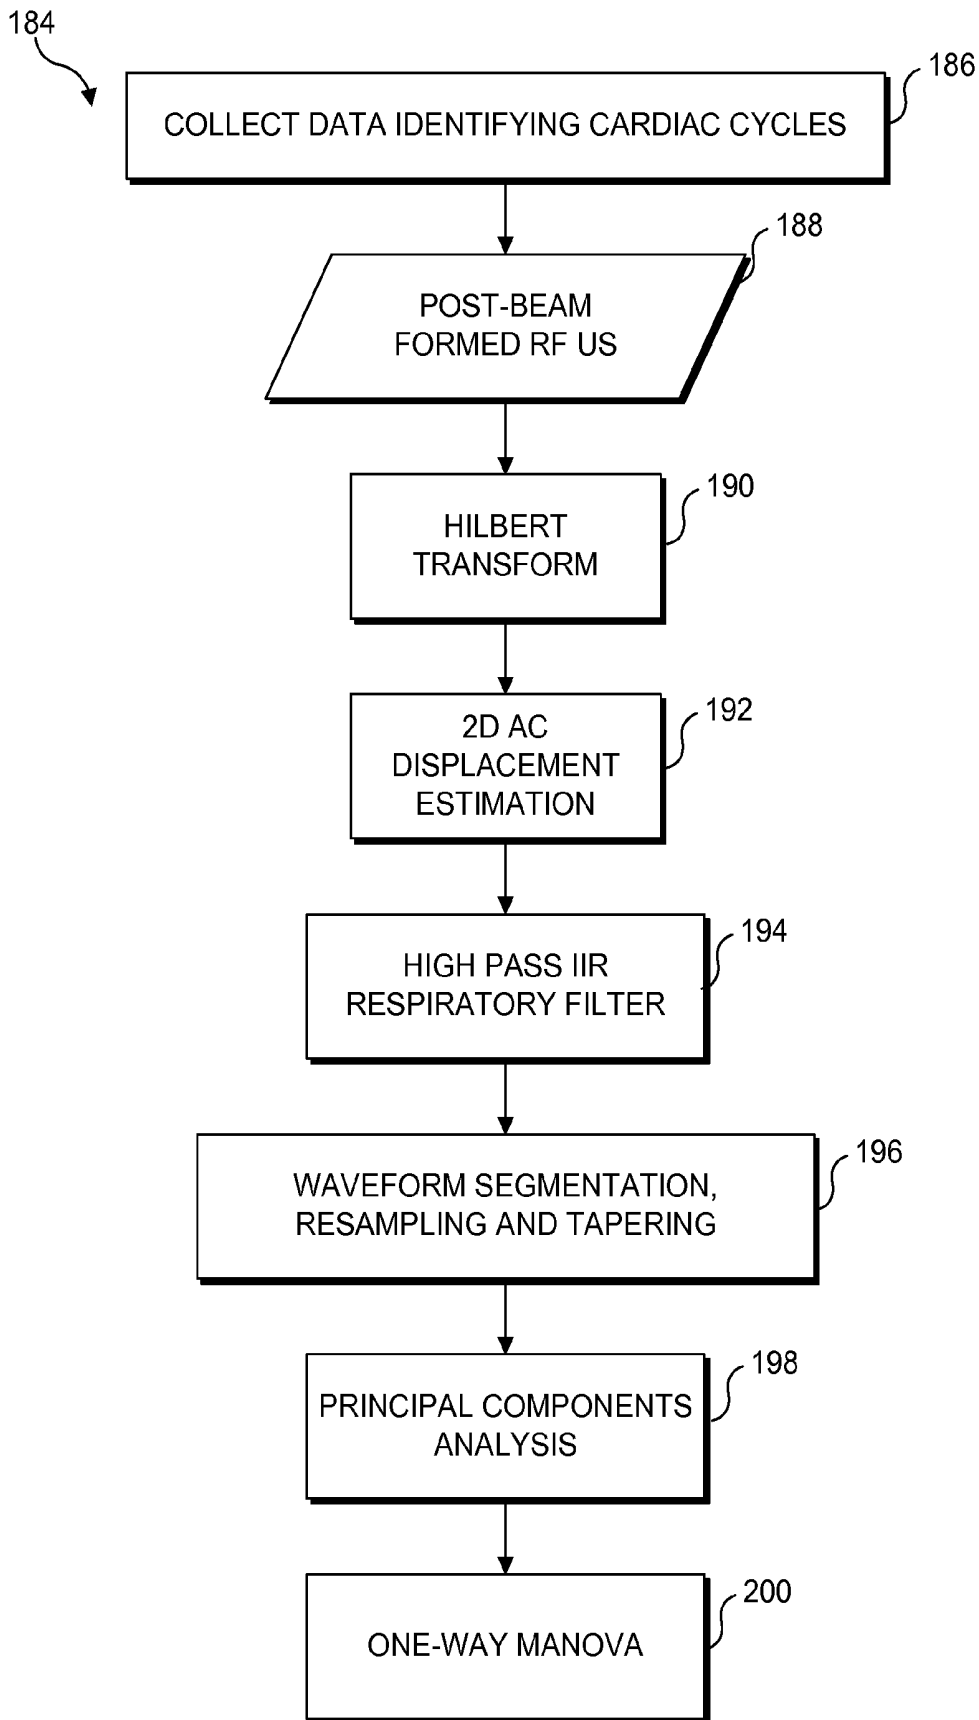 184
186
COLLECT DATA IDENTIFYING CARDIAC CYCLES
188
POST-BEAM
FORMED RF US
190
HILBERT
TRANSFORM
192
2D AC
DISPLACEMENT
ESTIMATION
194
HIGH PASS IIR
RESPIRATORY FILTER
196
WAVEFORM SEGMENTATION,
RESAMPLING AND TAPERING
198
PRINCIPAL COMPONENTS
ANALYSIS
200
ONE-WAY MANOVA